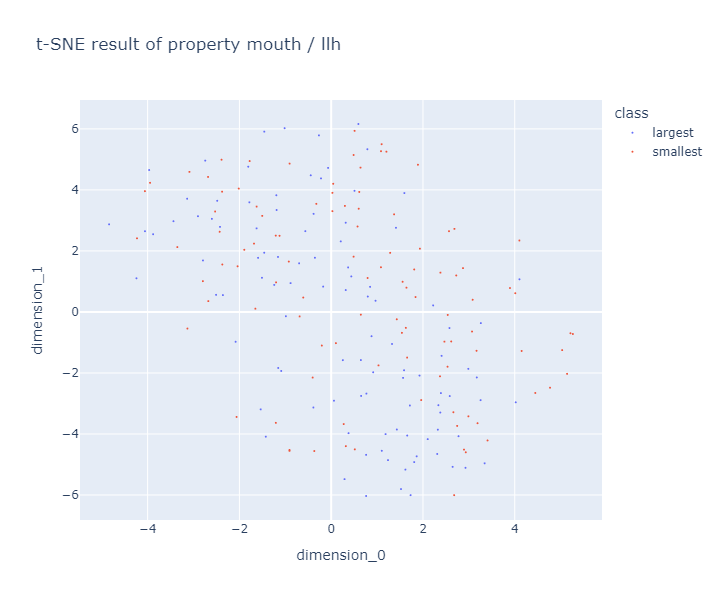 t-SNE result of property mouth / llh
class
largest
smallest
dimension_1
6
4
2
0
−2
−4
−6
−4
−2
0
2
4
dimension_0